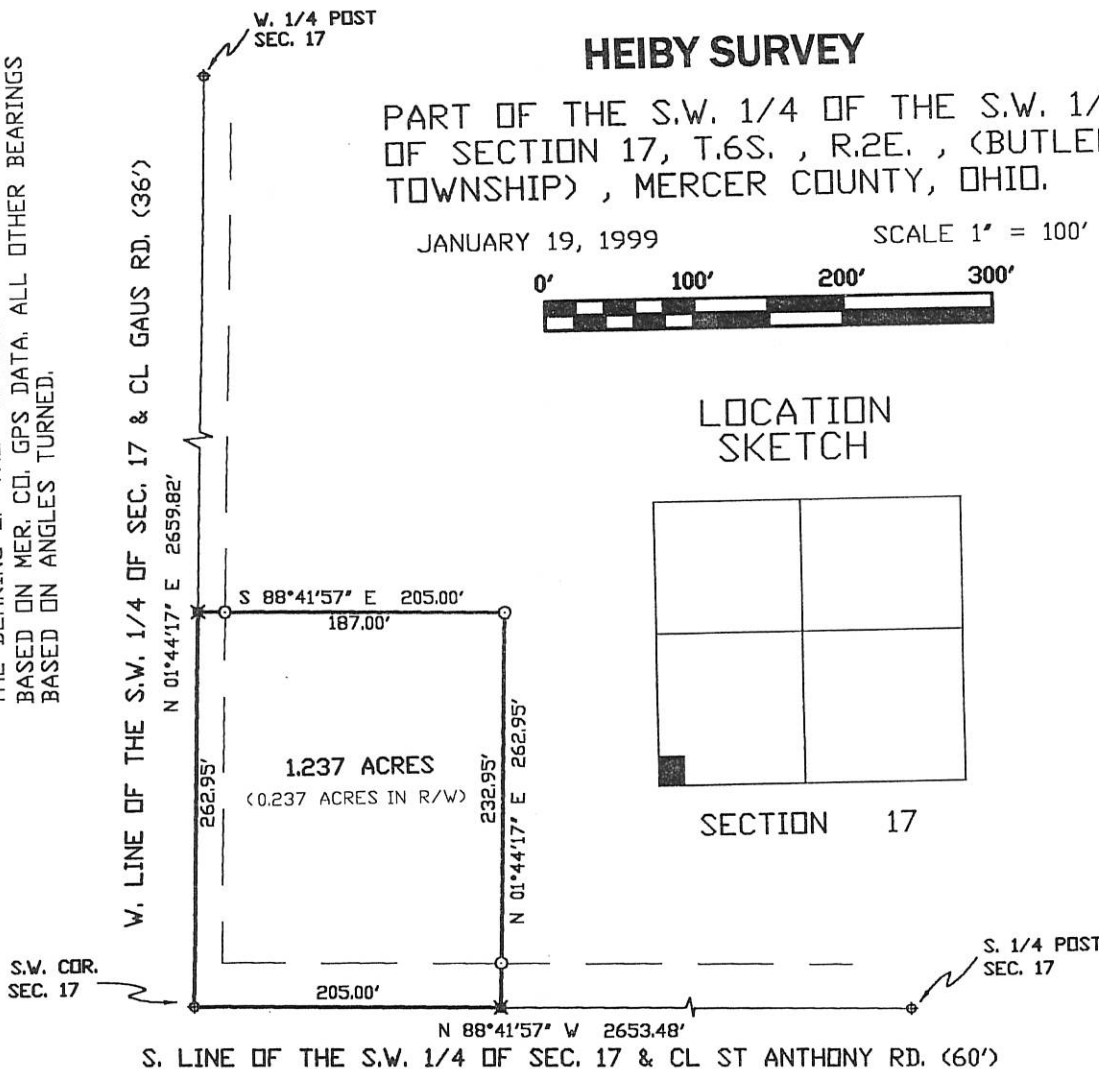 W. 1/4 POST
SEC. 17
HEIBY SURVEY
PART OF THE S.W. 1/4 OF THE S.W.
OF SECTION 17, T.6S. , R.2E. ,
TOWNSHIP) , MERCER COUNTY, OHIO.
JANUARY 19, 1999
SCALE 1" = 100'
0' 100' 200' 300'
BASED ON MER. CO. GPS DATA. ALL OTHER BEARINGS
BASED ON ANGLES TURNED.
W. LINE OF THE S.W. 1/4 OF SEC. 17 & CL GAUS RD. (36')
N 01°44'17" E 2659.82'
LOCATION
SKETCH
S 88°41'57" E 205.00'
187.00'
262.95'
1.237 ACRES
(0.237 ACRES IN R/W)
232.95'
N 01°44'17" E 262.95'
SECTION 17
S.W. COR.
SEC. 17
205.00'
S. 1/4 POST
SEC. 17
N 88°41'57" W 2653.48'
S. LINE OF THE S.W. 1/4 OF SEC. 17 & CL ST ANTHONY RD. (60')